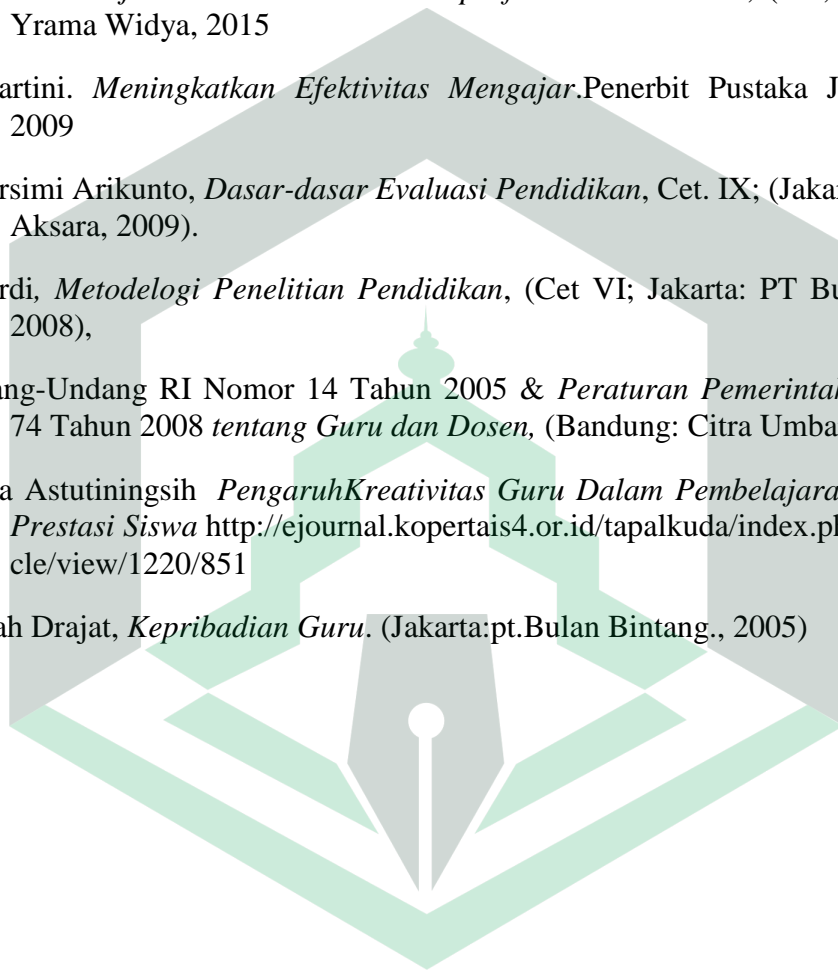 Yrama Widya, 2015
artini. Meningkatkan Efektivitas Mengajar.Penerbit Pustaka J
2009
rsimi Arikunto, Dasar-dasar Evaluasi Pendidikan, Cet. IX; (Jakar
Aksara, 2009).
rdi, Metodelogi Penelitian Pendidikan, (Cet VI; Jakarta: PT Bu
2008),
ang-Undang RI Nomor 14 Tahun 2005 & Peraturan Pemerintah
74 Tahun 2008 tentang Guru dan Dosen, (Bandung: Citra Umba
a Astutiningsih PengaruhKreativitas Guru Dalam Pembelajara
Prestasi Siswa http://ejournal.kopertais4.or.id/tapalkuda/index.ph
cle/view/1220/851
ah Drajat, Kepribadian Guru. (Jakarta:pt.Bulan Bintang., 2005)